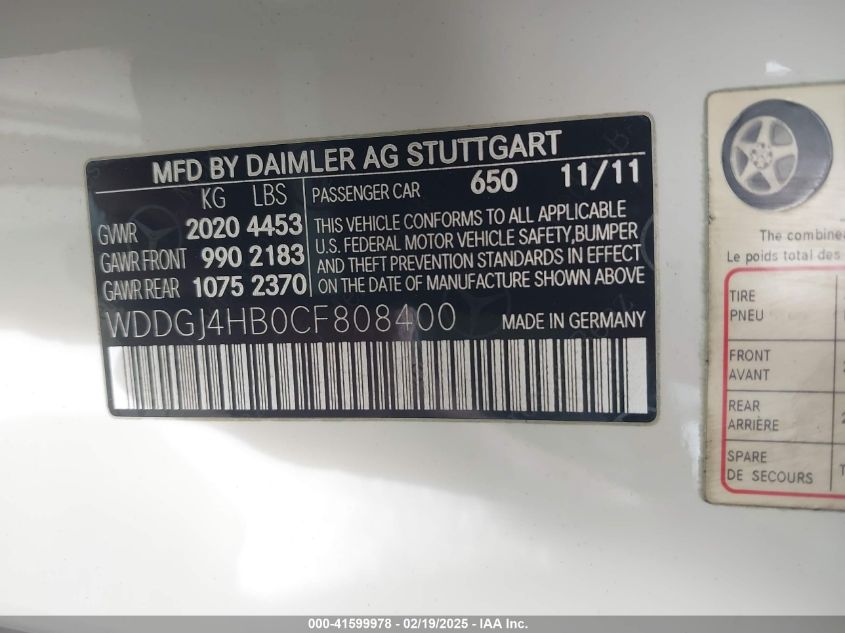 MFD BY DAIMLER AG STUTTGART
KG LBS
GVWR 2020 4453
GAWR FRONT 990 2183
GAWR REAR 1075 2370
PASSENGER CAR 650 11/11
THIS VEHICLE CONFORMS TO ALL APPLICABLE
U.S. FEDERAL MOTOR VEHICLE SAFETY, BUMPER
AND THEFT PREVENTION STANDARDS IN EFFECT
ON THE DATE OF MANUFACTURE SHOWN ABOVE
WDDGJ4HB0CF808400 MADE IN GERMANY
The combine
Le poids total des
TIRE
PNEU
FRONT
AVANT
REAR
ARRIÈRE
2
SPARE
DE SECOURS
T
000-41599978 - 02/19/2025 - IAA Inc.